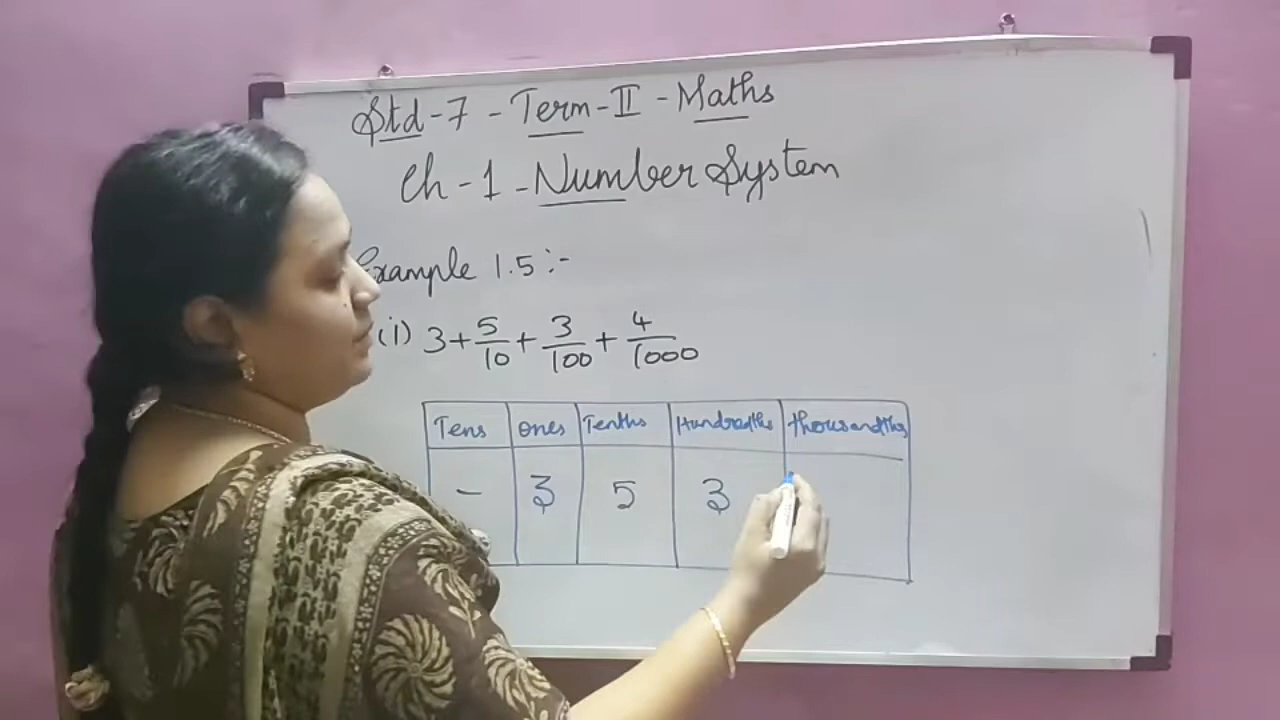 Std-7 - Term-II - Maths
Ch-1 - Number System
Example 1.5 :-
(i) 3 + 5/10 + 3/100 + 4/1000
Tens ones Tenths Hundredths thousandths
- 3 5 3